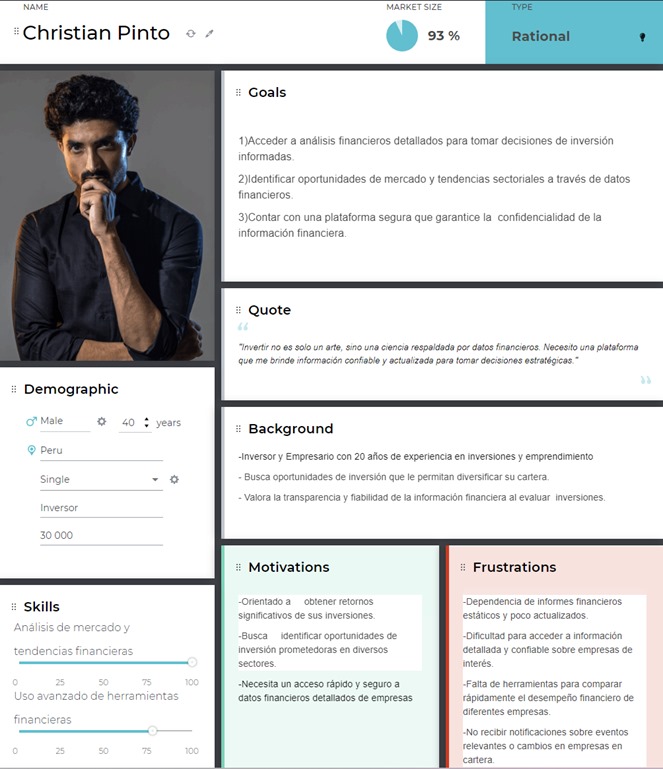 NAME
Christian Pinto
MARKET SIZE
93 %
TYPE
Rational
Goals
1)Acceder a análisis financieros detallados para tomar decisiones de inversión
informadas.
2)Identificar oportunidades de mercado y tendencias sectoriales a través de datos
financieros.
3)Contar con una plataforma segura que garantice la confidencialidad de la
información financiera.
Quote
“
"Invertir no es solo un arte, sino una ciencia respaldada por datos financieros. Necesito una plataforma
que me brinde información confiable y actualizada para tomar decisiones estratégicas."
”
Demographic
Male 40 years
Peru
Single
Inversor
30 000
Background
-Inversor y Empresario con 20 años de experiencia en inversiones y emprendimiento
- Busca oportunidades de inversión que le permitan diversificar su cartera.
- Valora la transparencia y fiabilidad de la información financiera al evaluar inversiones.
Skills
Análisis de mercado y
tendencias financieras
0 25 50 75 100
Uso avanzado de herramientas
financieras
0 25 50 75 100
Motivations
-Orientado a obtener retornos
significativos de sus inversiones.
-Busca identificar oportunidades de
inversión prometedoras en diversos
sectores.
-Necesita un acceso rápido y seguro a
datos financieros detallados de empresas
Frustrations
-Dependencia de informes financieros
estáticos y poco actualizados.
-Dificultad para acceder a información
detallada y confiable sobre empresas de
interés.
-Falta de herramientas para comparar
rápidamente el desempeño financiero de
diferentes empresas.
-No recibir notificaciones sobre eventos
relevantes o cambios en empresas en
cartera.